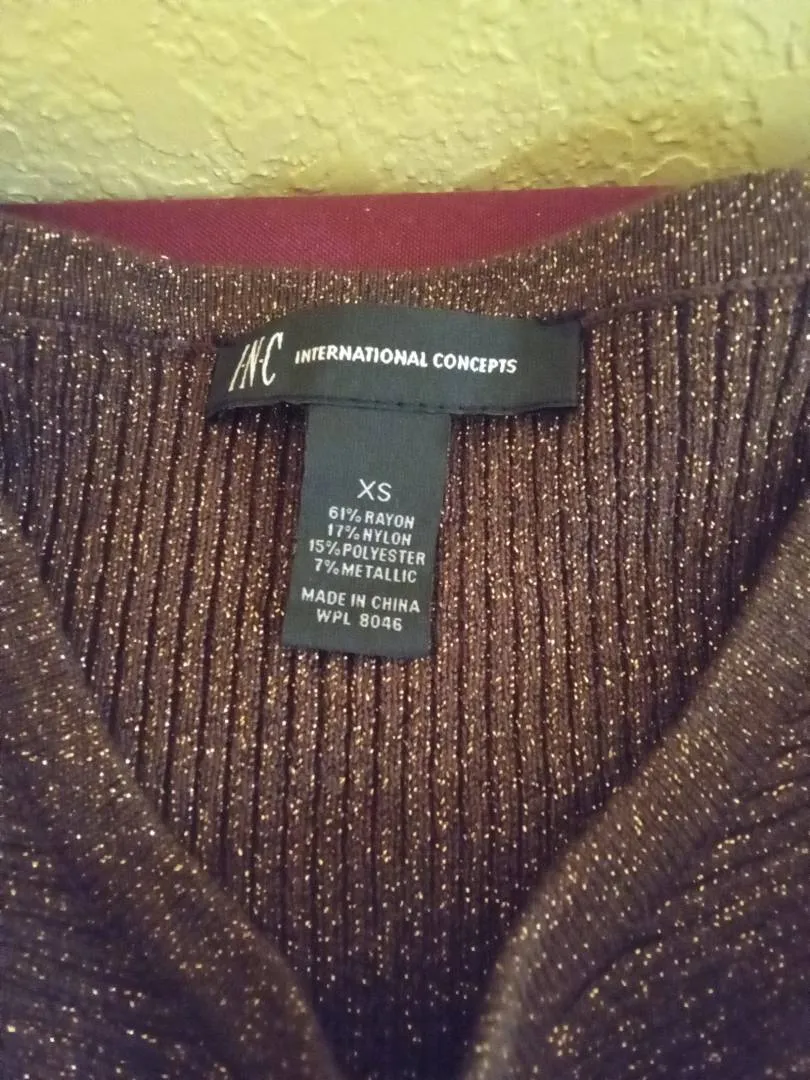 I·N·C INTERNATIONAL CONCEPTS
XS
61% RAYON
17% NYLON
15% POLYESTER
7% METALLIC
MADE IN CHINA
WPL 8046